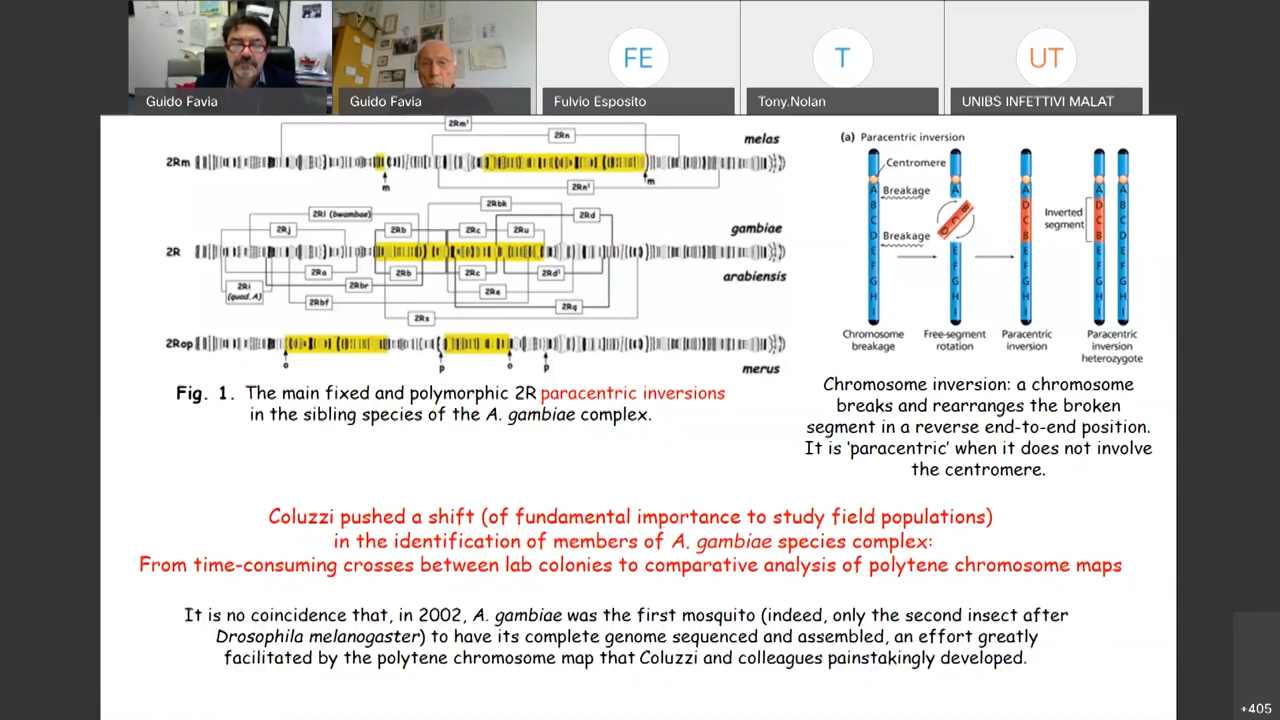 FE
T
UT
Guido Favia
Guido Favia
Fulvio Esposito
Tony.Nolan
UNIBS INFETTIVI MALAT
2Rm¹
2Rn
melas
2Rm
m
m
2Rn¹
2Rbk
2Rl (bwambae)
2Rd
2Rj
2Rb
2Rc
2Ru
gambiae
2R
arabiensis
2Ra
2Rb
2Rc
2Rd¹
2Ri
(quad. A)
2Rbr
2Re
2Rbf
2Rq
2Rs
2Rop
o
p
o
p
merus
Fig. 1. The main fixed and polymorphic 2R paracentric inversions
in the sibling species of the A. gambiae complex.
(a) Paracentric inversion
Centromere
Breakage
Breakage
Inverted
segment
A
B
C
D
E
F
G
H
I
A
B
C
D
E
F
G
H
I
A
D
C
B
E
F
G
H
I
A
D
C
B
E
F
G
H
I
A
B
C
D
E
F
G
H
I
Chromosome
breakage
Free-segment
rotation
Paracentric
inversion
Paracentric
inversion
heterozygote
Chromosome inversion: a chromosome
breaks and rearranges the broken
segment in a reverse end-to-end position.
It is 'paracentric' when it does not involve
the centromere.
Coluzzi pushed a shift (of fundamental importance to study field populations)
in the identification of members of A. gambiae species complex:
From time-consuming crosses between lab colonies to comparative analysis of polytene chromosome maps
It is no coincidence that, in 2002, A. gambiae was the first mosquito (indeed, only the second insect after
Drosophila melanogaster) to have its complete genome sequenced and assembled, an effort greatly
facilitated by the polytene chromosome map that Coluzzi and colleagues painstakingly developed.
+405